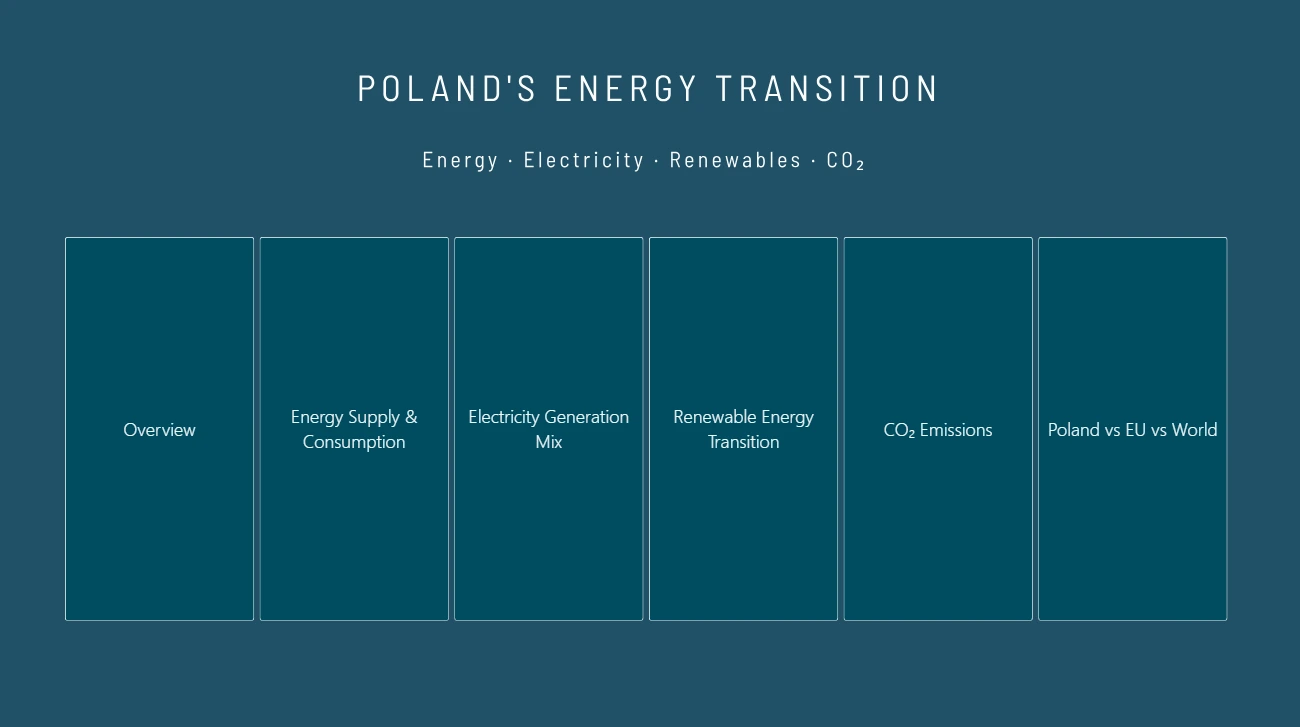 POLAND'S ENERGY TRANSITION
Energy · Electricity · Renewables · CO₂
Overview
Energy Supply &
Consumption
Electricity Generation
Mix
Renewable Energy
Transition
CO₂ Emissions
Poland vs EU vs World